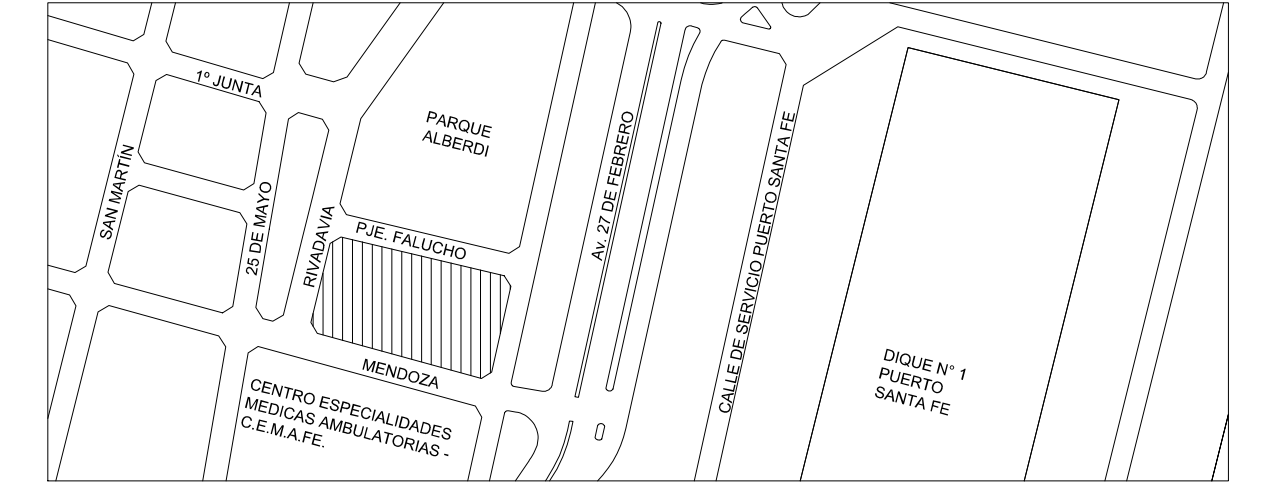 1º JUNTA
PARQUE
ALBERDI
SAN MARTÍN
25 DE MAYO
RIVADAVIA
PJE. FALUCHO
Av. 27 DE FEBRERO
CALLE DE SERVICIO PUERTO SANTA FE
MENDOZA
CENTRO ESPECIALIDADES
MEDICAS AMBULATORIAS -
C.E.M.A.FE.
DIQUE N° 1
PUERTO
SANTA FE